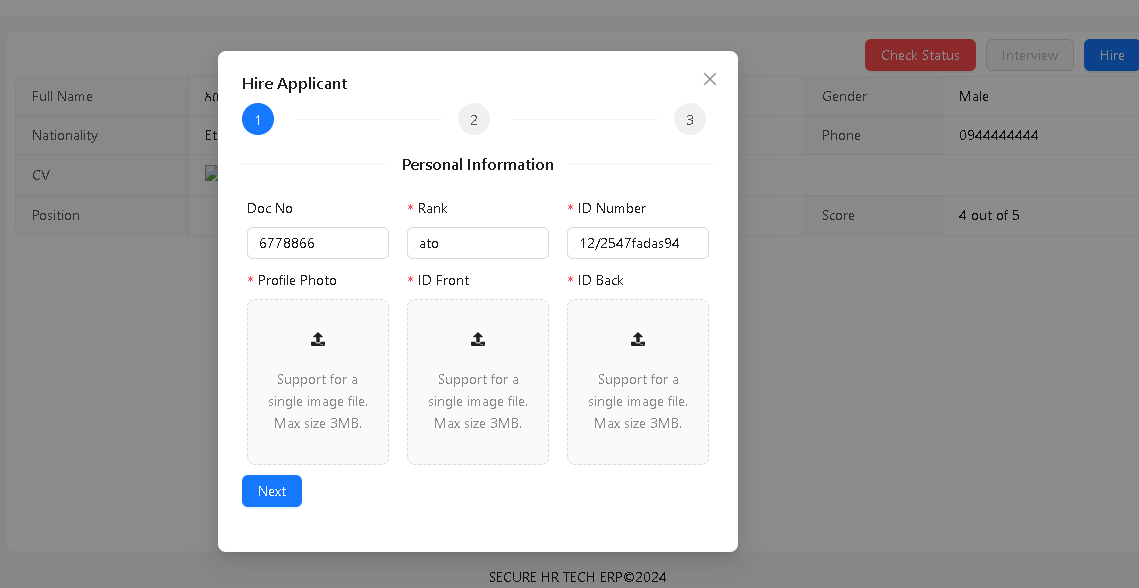 Check Status Interview Hire
Hire Applicant
Full Name Gender Male
1 2 3
Nationality Et Phone 0944444444
Personal Information
CV
Doc No * Rank * ID Number
Position Score 4 out of 5
6778866 ato 12/2547fadas94
* Profile Photo * ID Front * ID Back
Support for a Support for a Support for a
single image file. single image file. single image file.
Max size 3MB. Max size 3MB. Max size 3MB.
Next
SECURE HR TECH ERP©2024